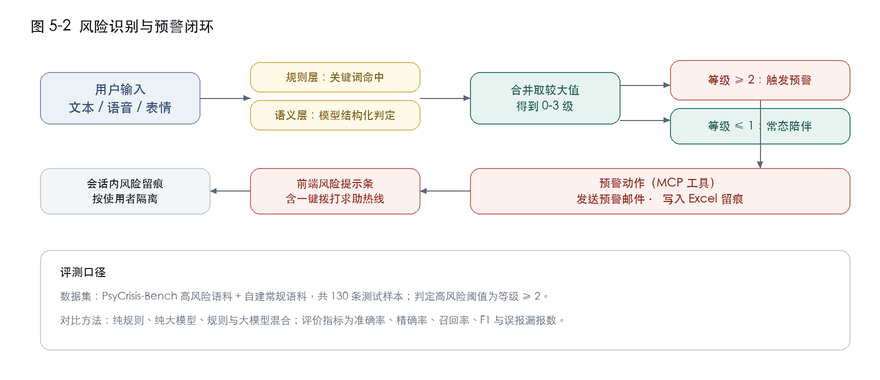 图 5-2 风险识别与预警闭环
用户输入
文本 / 语音 / 表情
规则层：关键词命中
语义层：模型结构化判定
合并取较大值
得到 0-3 级
等级 ≥ 2：触发预警
等级 ≤ 1：常态陪伴
会话内风险留痕
按使用者隔离
前端风险提示条
含一键拨打求助热线
预警动作（MCP 工具）
发送预警邮件 · 写入 Excel 留痕
评测口径
数据集：PsyCrisis-Bench 高风险语料 + 自建常规语料，共 130 条测试样本；判定高风险阈值为等级 ≥ 2。
对比方法：纯规则、纯大模型、规则与大模型混合；评价指标为准确率、精确率、召回率、F1 与误报漏报数。